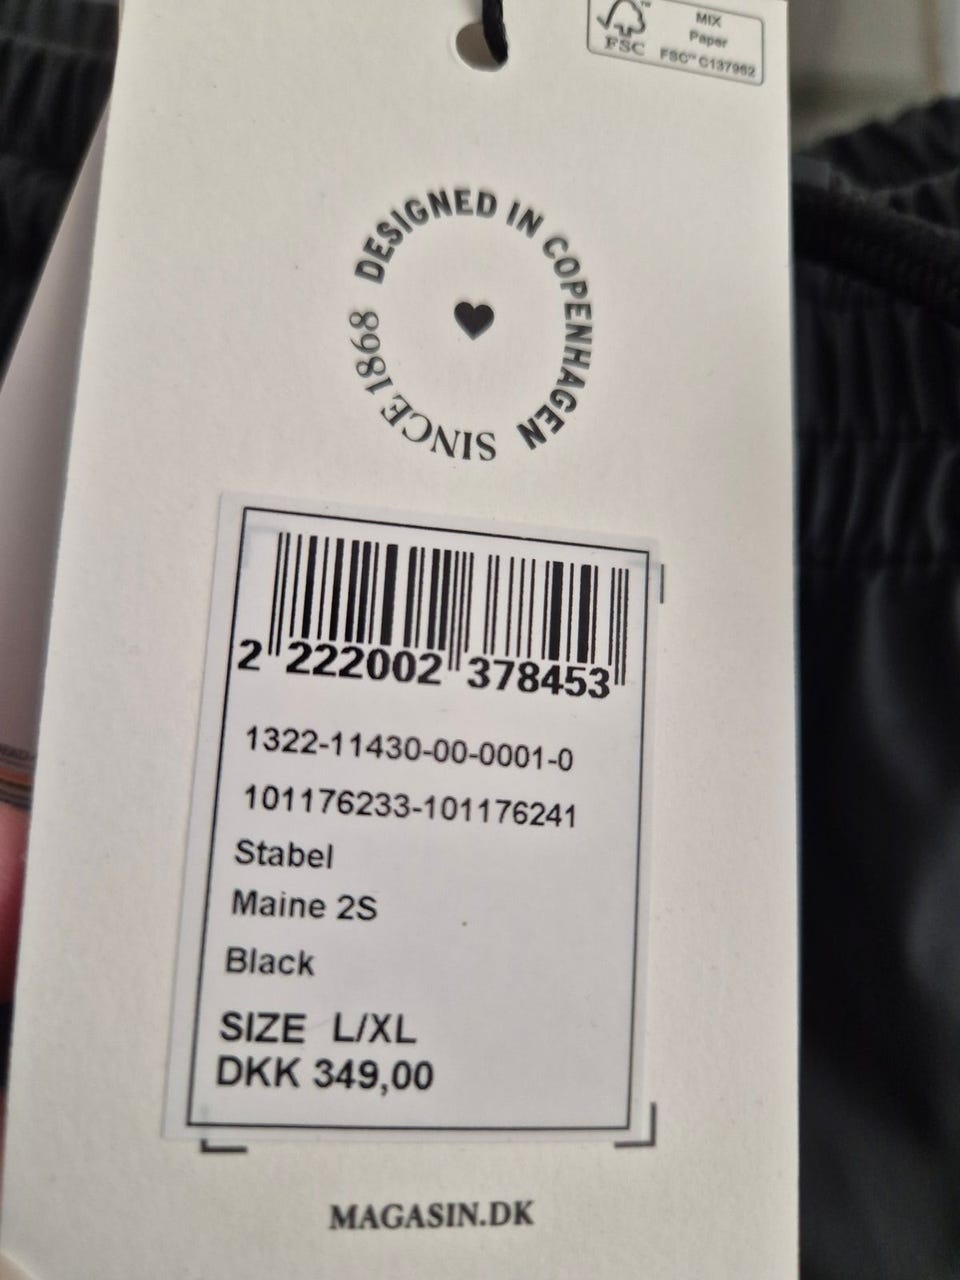 FSC™
MIX
Paper
FSC™ C137962
DESIGNED IN COPENHAGEN
SINCE 1868
2 222002 378453
1322-11430-00-0001-0
101176233-101176241
Stabel
Maine 2S
Black
SIZE L/XL
DKK 349,00
MAGASIN.DK